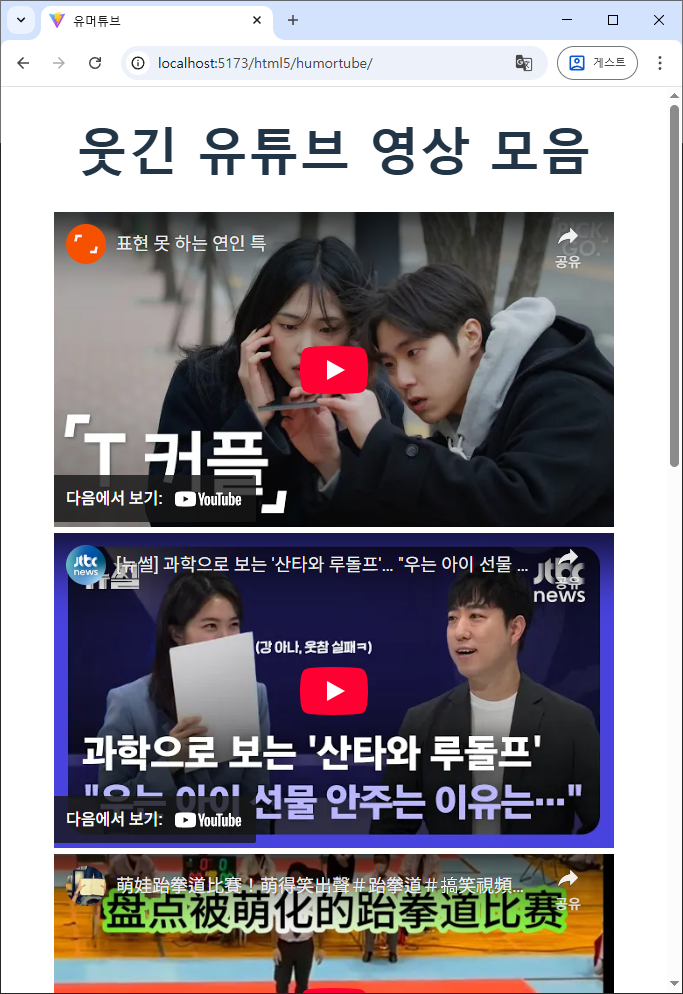 유머튜브
localhost:5173/html5/humortube/
게스트
웃긴 유튜브 영상 모음
표현 못 하는 연인 특
PICK
GO.
공유
「T 커플」
다음에서 보기: YouTube
jtbc
news
[뉴썰] 과학으로 보는 '산타와 루돌프'... "우는 아이 선물 ...
뉴썰
jtbc
공유
news
(강 아나, 웃참 실패ㅋ)
과학으로 보는 '산타와 루돌프'
"우는 아이 선물 안주는 이유는…"
다음에서 보기: YouTube
萌娃跆拳道比賽！萌得笑出聲＃跆拳道＃搞笑視頻...
공유
盘点被萌化的跆拳道比赛